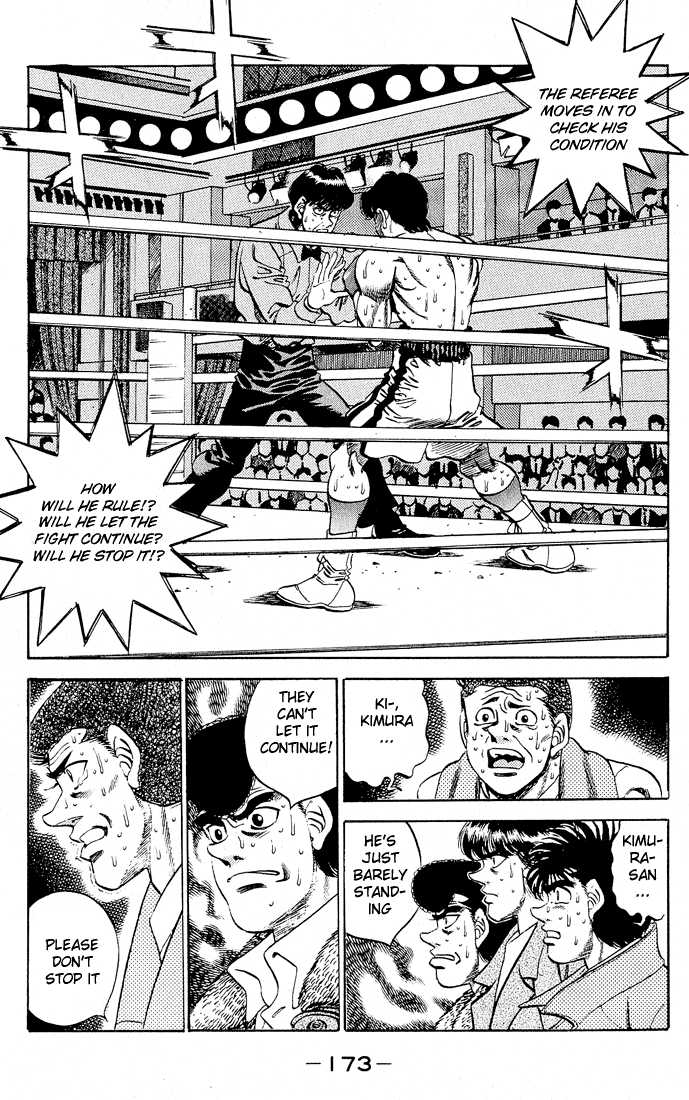 THE REFEREE
MOVES IN TO
CHECK HIS
CONDITION
HOW
WILL HE RULE!?
WILL HE LET THE
FIGHT CONTINUE?
WILL HE STOP IT!?
KI-,
KIMURA
...
THEY
CAN'T
LET IT
CONTINUE!
PLEASE
DON'T
STOP IT
KIMU-
RA-
SAN
...
HE'S
JUST
BARELY
STAND-
ING
-173-